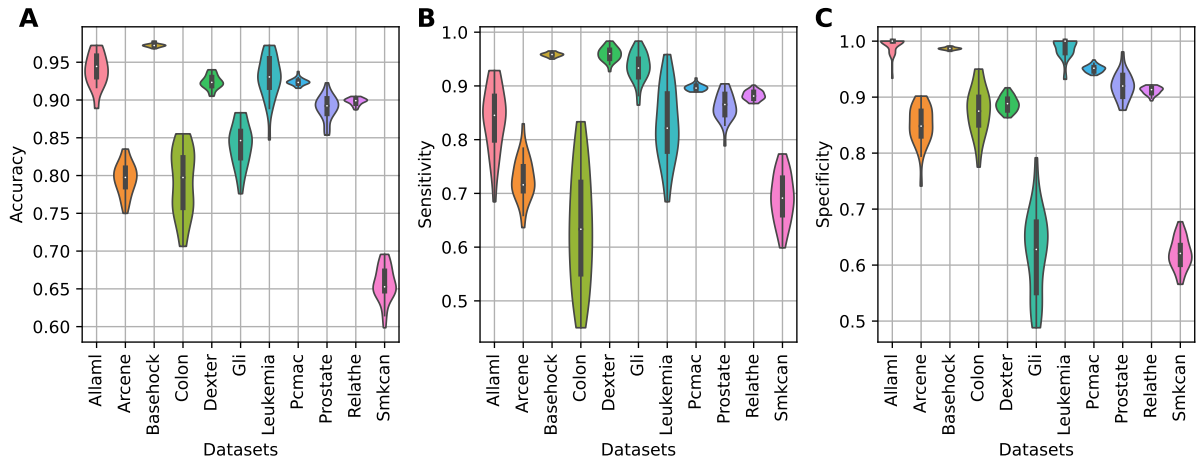 A
Accuracy
0.95
0.90
0.85
0.80
0.75
0.70
0.65
0.60
Allaml
Arcene
Basehock
Colon
Dexter
Gli
Leukemia
Pcmac
Prostate
Relathe
Smkcan
Datasets
B
Sensitivity
1.0
0.9
0.8
0.7
0.6
0.5
Allaml
Arcene
Basehock
Colon
Dexter
Gli
Leukemia
Pcmac
Prostate
Relathe
Smkcan
Datasets
C
Specificity
1.0
0.9
0.8
0.7
0.6
0.5
Allaml
Arcene
Basehock
Colon
Dexter
Gli
Leukemia
Pcmac
Prostate
Relathe
Smkcan
Datasets